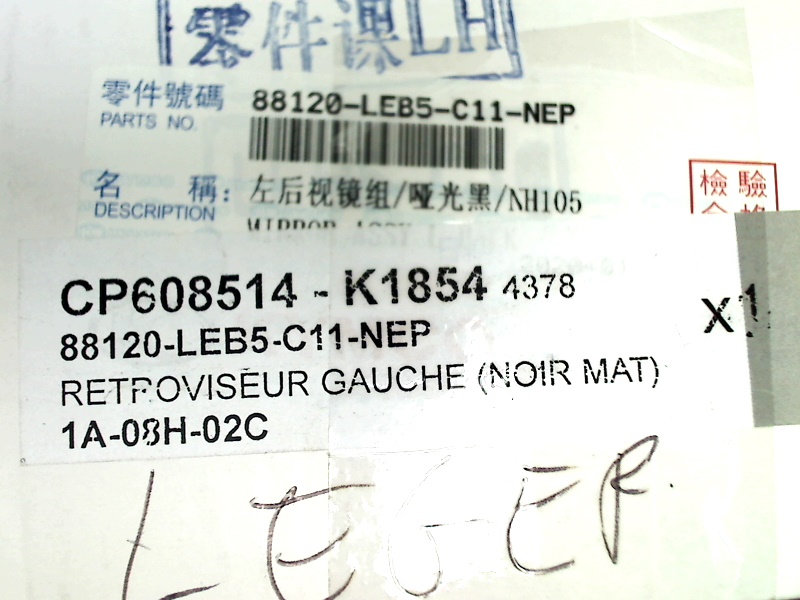 零件课LH
零件號碼 88120-LEB5-C11-NEP
PARTS NO.
名 稱: 左后视镜组/哑光黑/NH105
DESCRIPTION
檢驗
CP608514 - K1854 4378
88120-LEB5-C11-NEP X1
RETROVISEUR GAUCHE (NOIR MAT)
1A-08H-02C
LEGER.